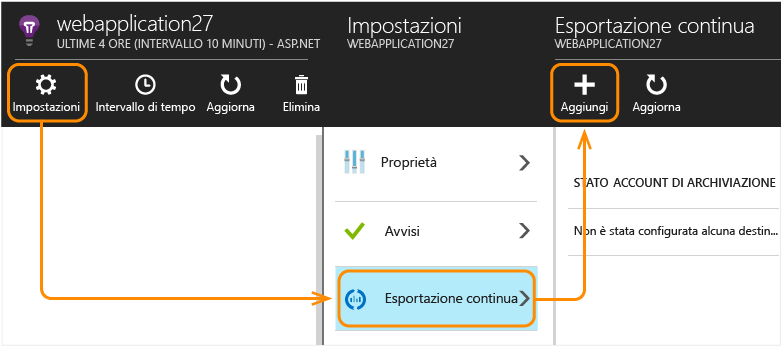 webapplication27
ULTIME 4 ORE (INTERVALLO 10 MINUTI) - ASP.NET
Impostazioni
Intervallo di tempo
Aggiorna
Elimina
Impostazioni
WEBAPPLICATION27
Proprietà
Avvisi
Esportazione continua
Esportazione continua
WEBAPPLICATION27
Aggiungi
Aggiorna
STATO ACCOUNT DI ARCHIVIAZIONE
Non è stata configurata alcuna destin...